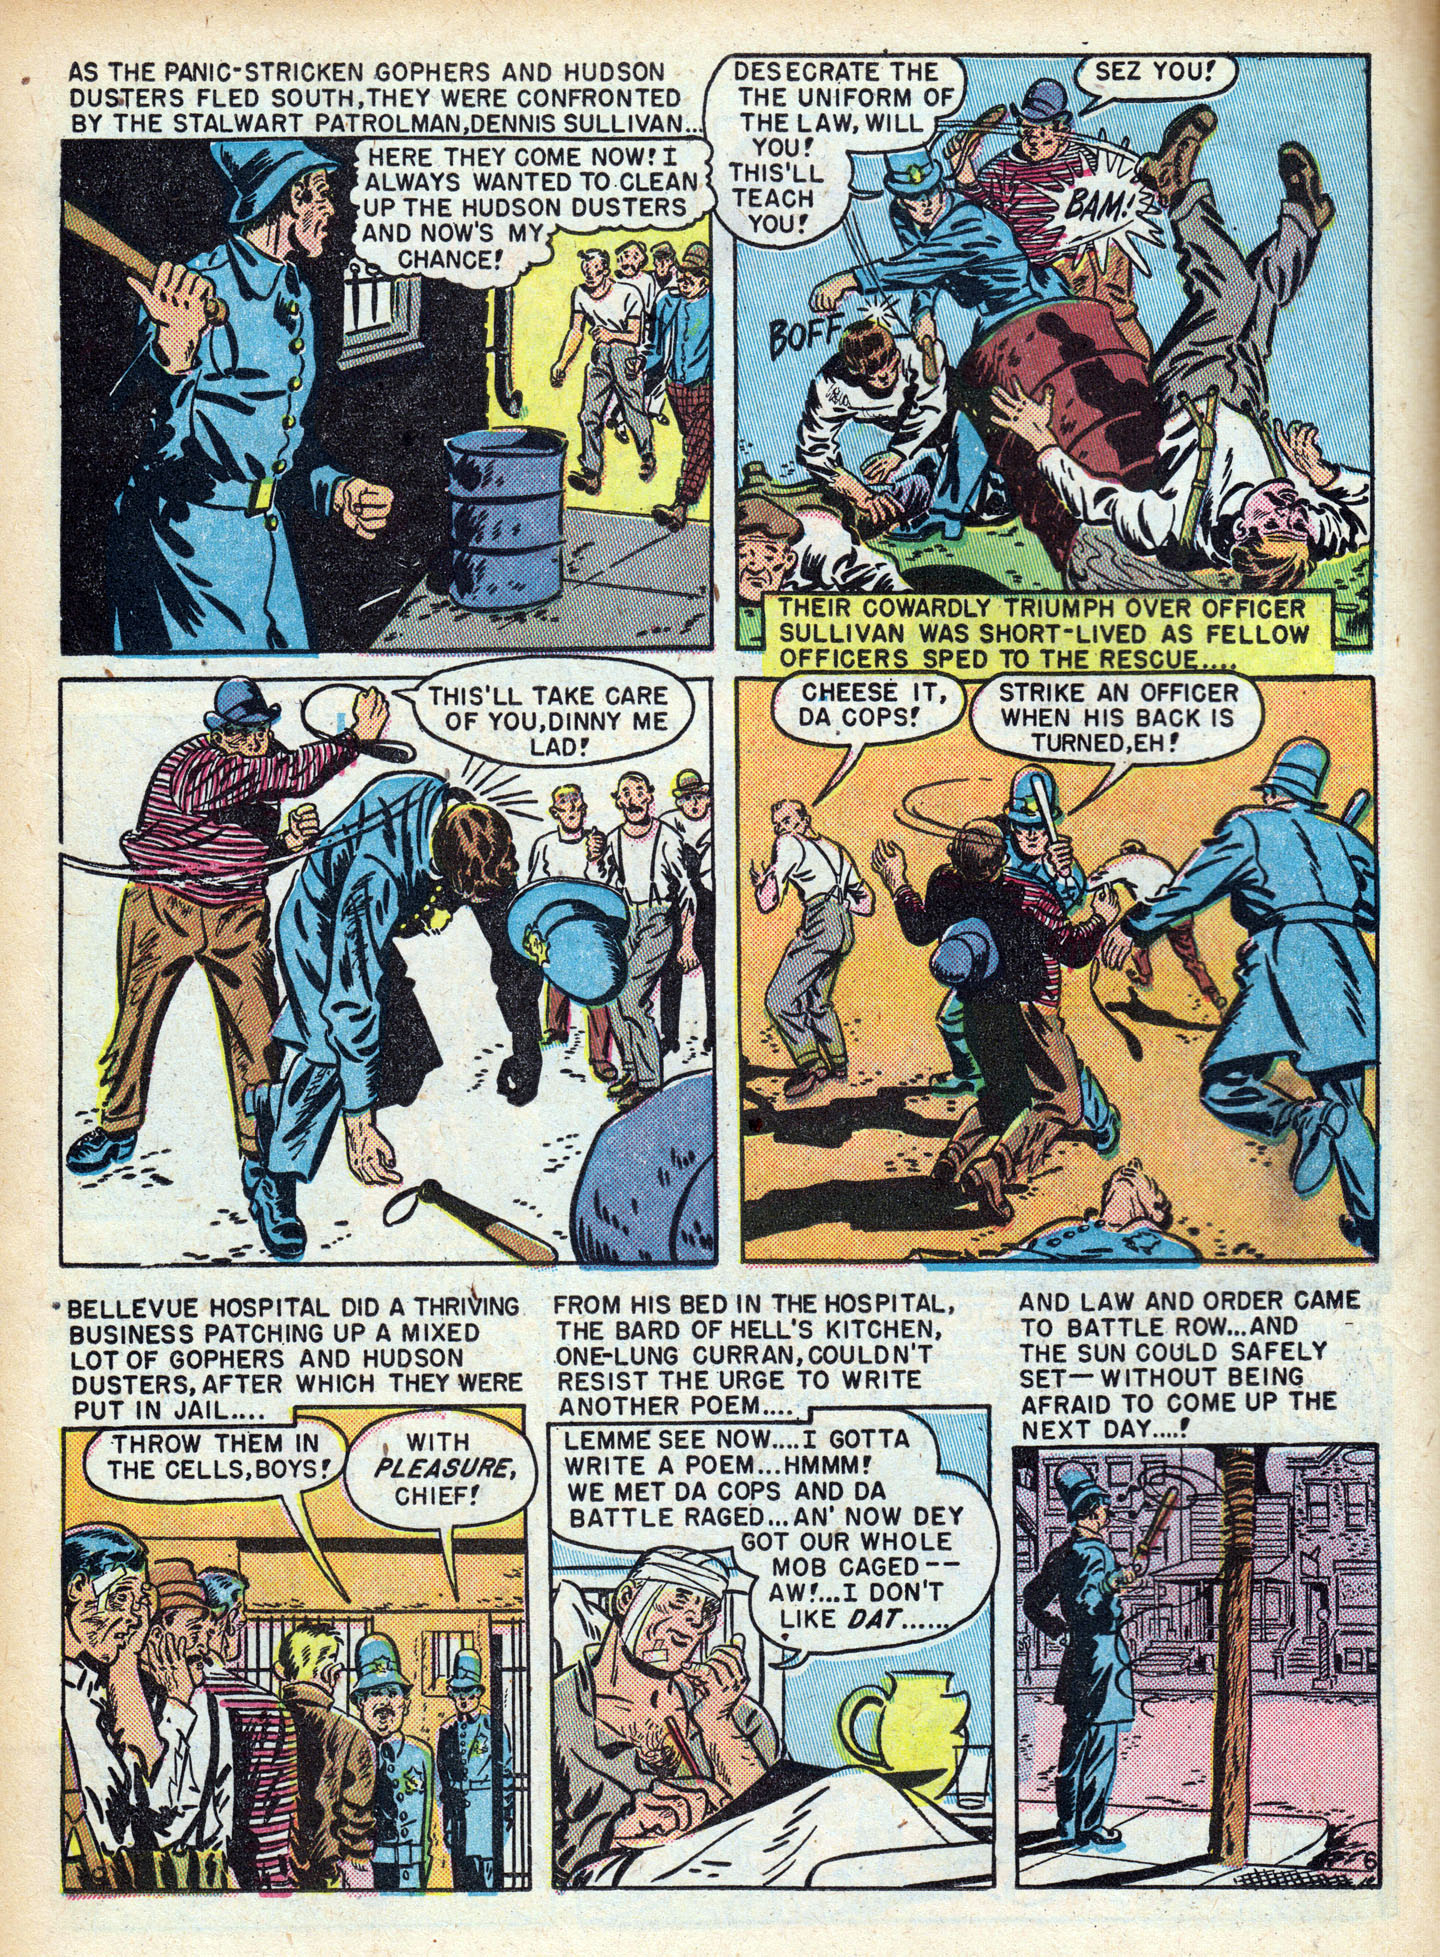 AS THE PANIC-STRICKEN GOPHERS AND HUDSON
DUSTERS FLED SOUTH, THEY WERE CONFRONTED
BY THE STALWART PATROLMAN, DENNIS SULLIVAN...
HERE THEY COME NOW! I
ALWAYS WANTED TO CLEAN
UP THE HUDSON DUSTERS
AND NOW'S MY
CHANCE!
DESECRATE THE
THE UNIFORM OF
THE LAW, WILL
YOU!
THIS'LL
TEACH
YOU!
SEZ YOU!
BAM!
BOFF
THIS'LL TAKE CARE
OF YOU, DINNY ME
LAD!
THEIR COWARDLY TRIUMPH OVER OFFICER
SULLIVAN WAS SHORT-LIVED AS FELLOW
OFFICERS SPED TO THE RESCUE....
CHEESE IT,
DA COPS!
STRIKE AN OFFICER
WHEN HIS BACK IS
TURNED, EH!
BELLEVUE HOSPITAL DID A THRIVING
BUSINESS PATCHING UP A MIXED
LOT OF GOPHERS AND HUDSON
DUSTERS, AFTER WHICH THEY WERE
PUT IN JAIL....
THROW THEM IN
THE CELLS, BOYS!
WITH
PLEASURE,
CHIEF!
FROM HIS BED IN THE HOSPITAL,
THE BARD OF HELL'S KITCHEN,
ONE-LUNG CURRAN, COULDN'T
RESIST THE URGE TO WRITE
ANOTHER POEM....
LEMME SEE NOW....I GOTTA
WRITE A POEM...HMMM!
WE MET DA COPS AND DA
BATTLE RAGED...AN' NOW DEY
GOT OUR WHOLE
MOB CAGED--
AW!...I DON'T
LIKE DAT......
AND LAW AND ORDER CAME
TO BATTLE ROW...AND
THE SUN COULD SAFELY
SET—WITHOUT BEING
AFRAID TO COME UP THE
NEXT DAY....!
6